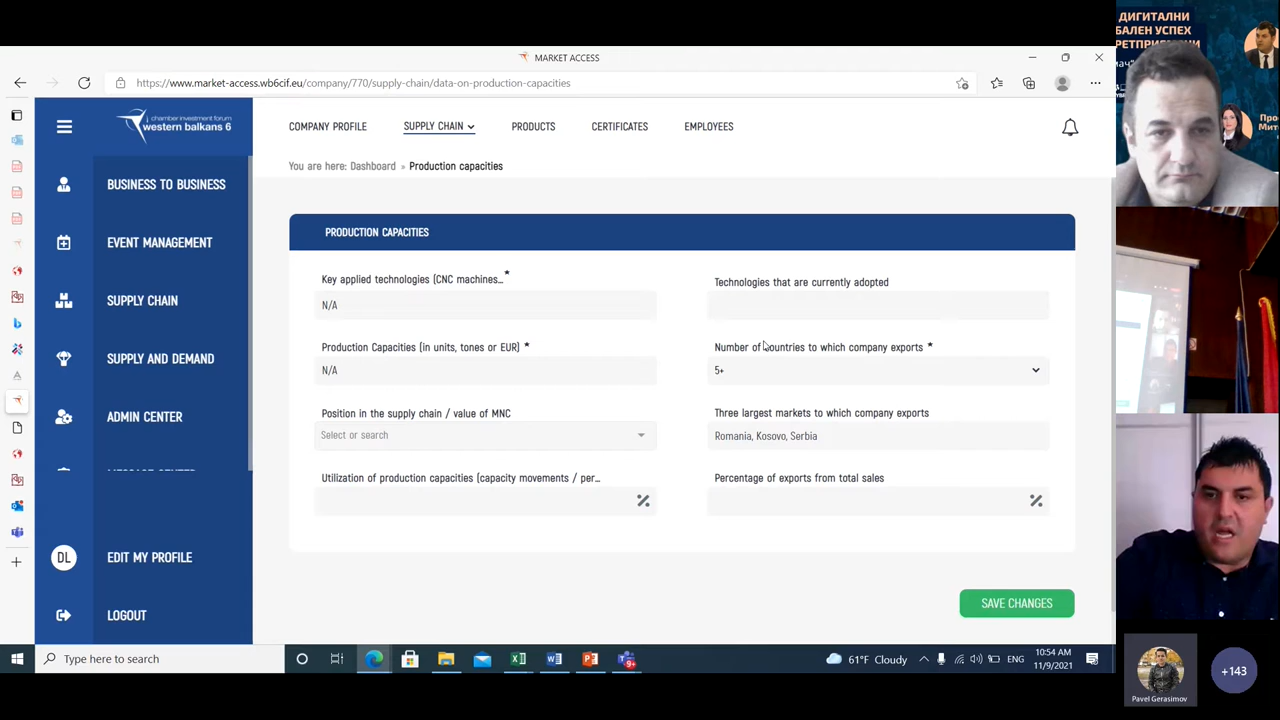 MARKET ACCESS
https://www.market-access.wb6cif.eu/company/770/supply-chain/data-on-production-capacities
chamber investment forum
western balkans 6
COMPANY PROFILE
SUPPLY CHAIN
PRODUCTS
CERTIFICATES
EMPLOYEES
You are here: Dashboard » Production capacities
BUSINESS TO BUSINESS
EVENT MANAGEMENT
SUPPLY CHAIN
SUPPLY AND DEMAND
ADMIN CENTER
DL
EDIT MY PROFILE
LOGOUT
PRODUCTION CAPACITIES
Key applied technologies (CNC machines... *
N/A
Technologies that are currently adopted
Production Capacities (in units, tones or EUR) *
N/A
Number of countries to which company exports *
5+
Position in the supply chain / value of MNC
Select or search
Three largest markets to which company exports
Romania, Kosovo, Serbia
Utilization of production capacities (capacity movements / per...
Percentage of exports from total sales
SAVE CHANGES
Type here to search
61°F Cloudy
ENG
10:54 AM
11/9/2021
ДИГИТАЛНИ
БАЛЕН УСПЕХ
РЕТПРИЕМАЧИ
Про
Мит
Pavel Gerasimov
+143